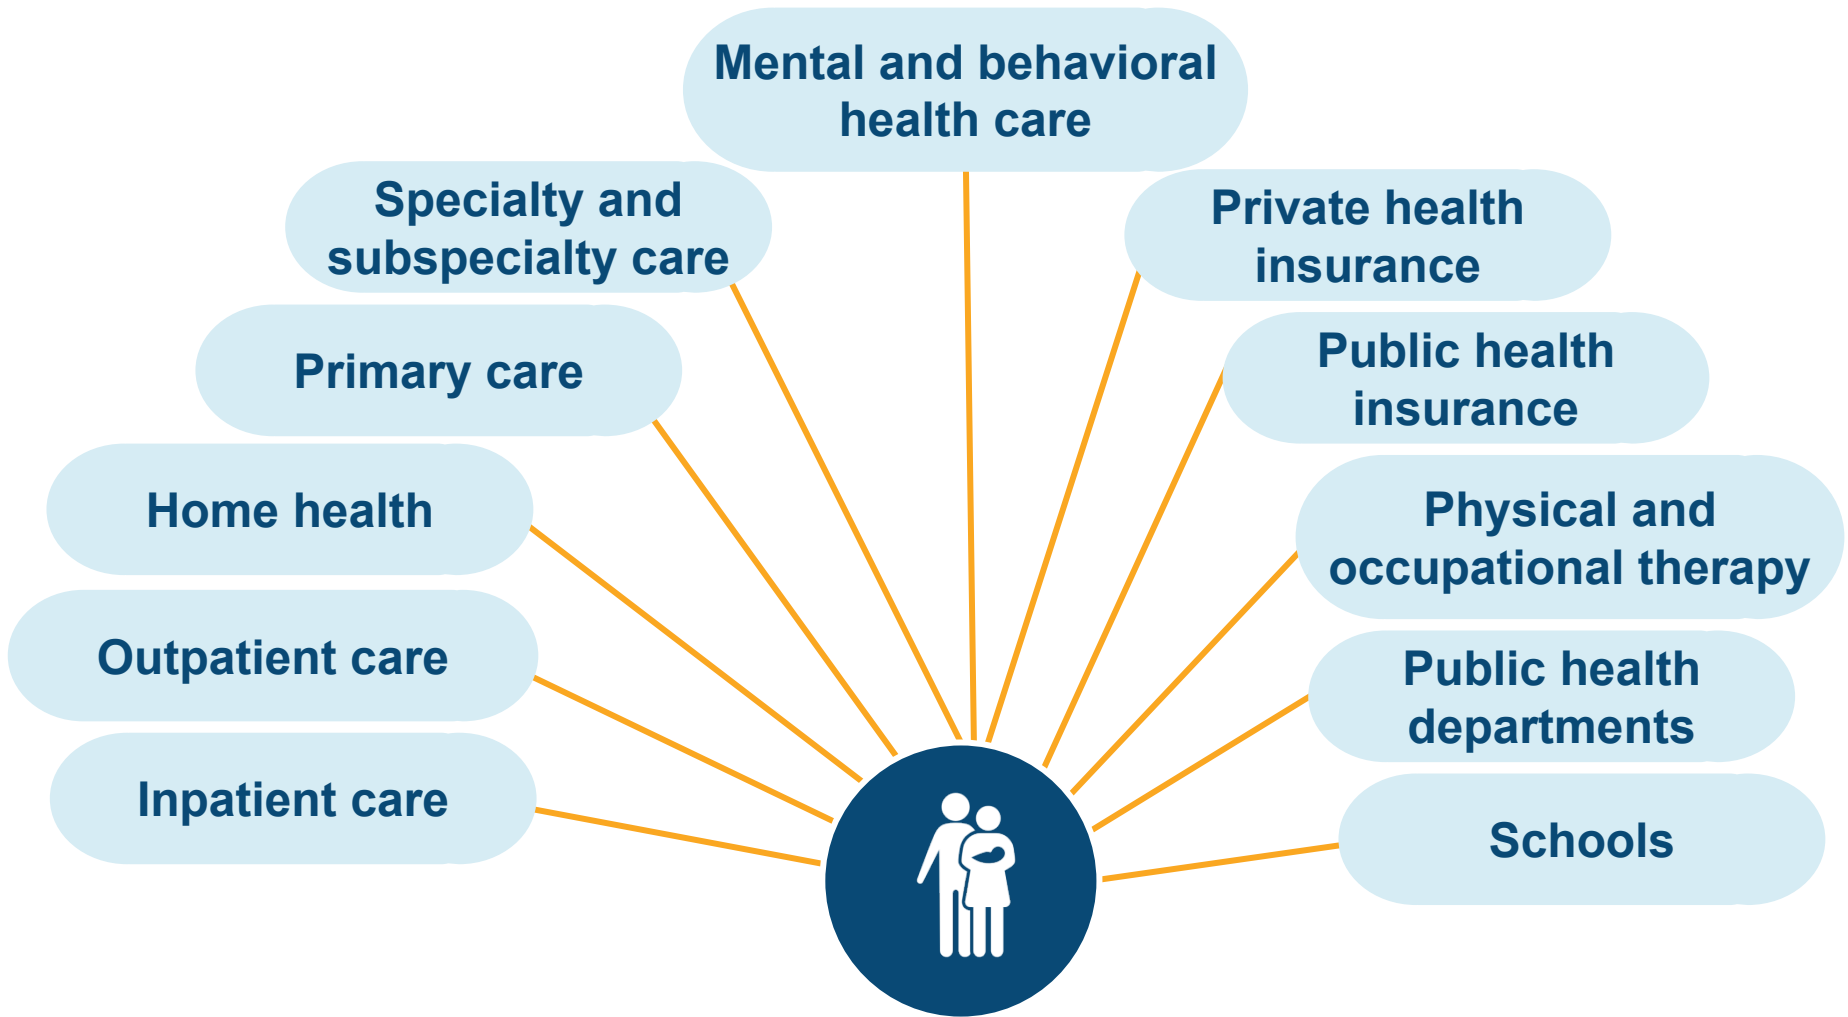 Mental and behavioral
health care
Specialty and
subspecialty care
Private health
insurance
Primary care
Public health
insurance
Home health
Physical and
occupational therapy
Outpatient care
Public health
departments
Inpatient care
Schools